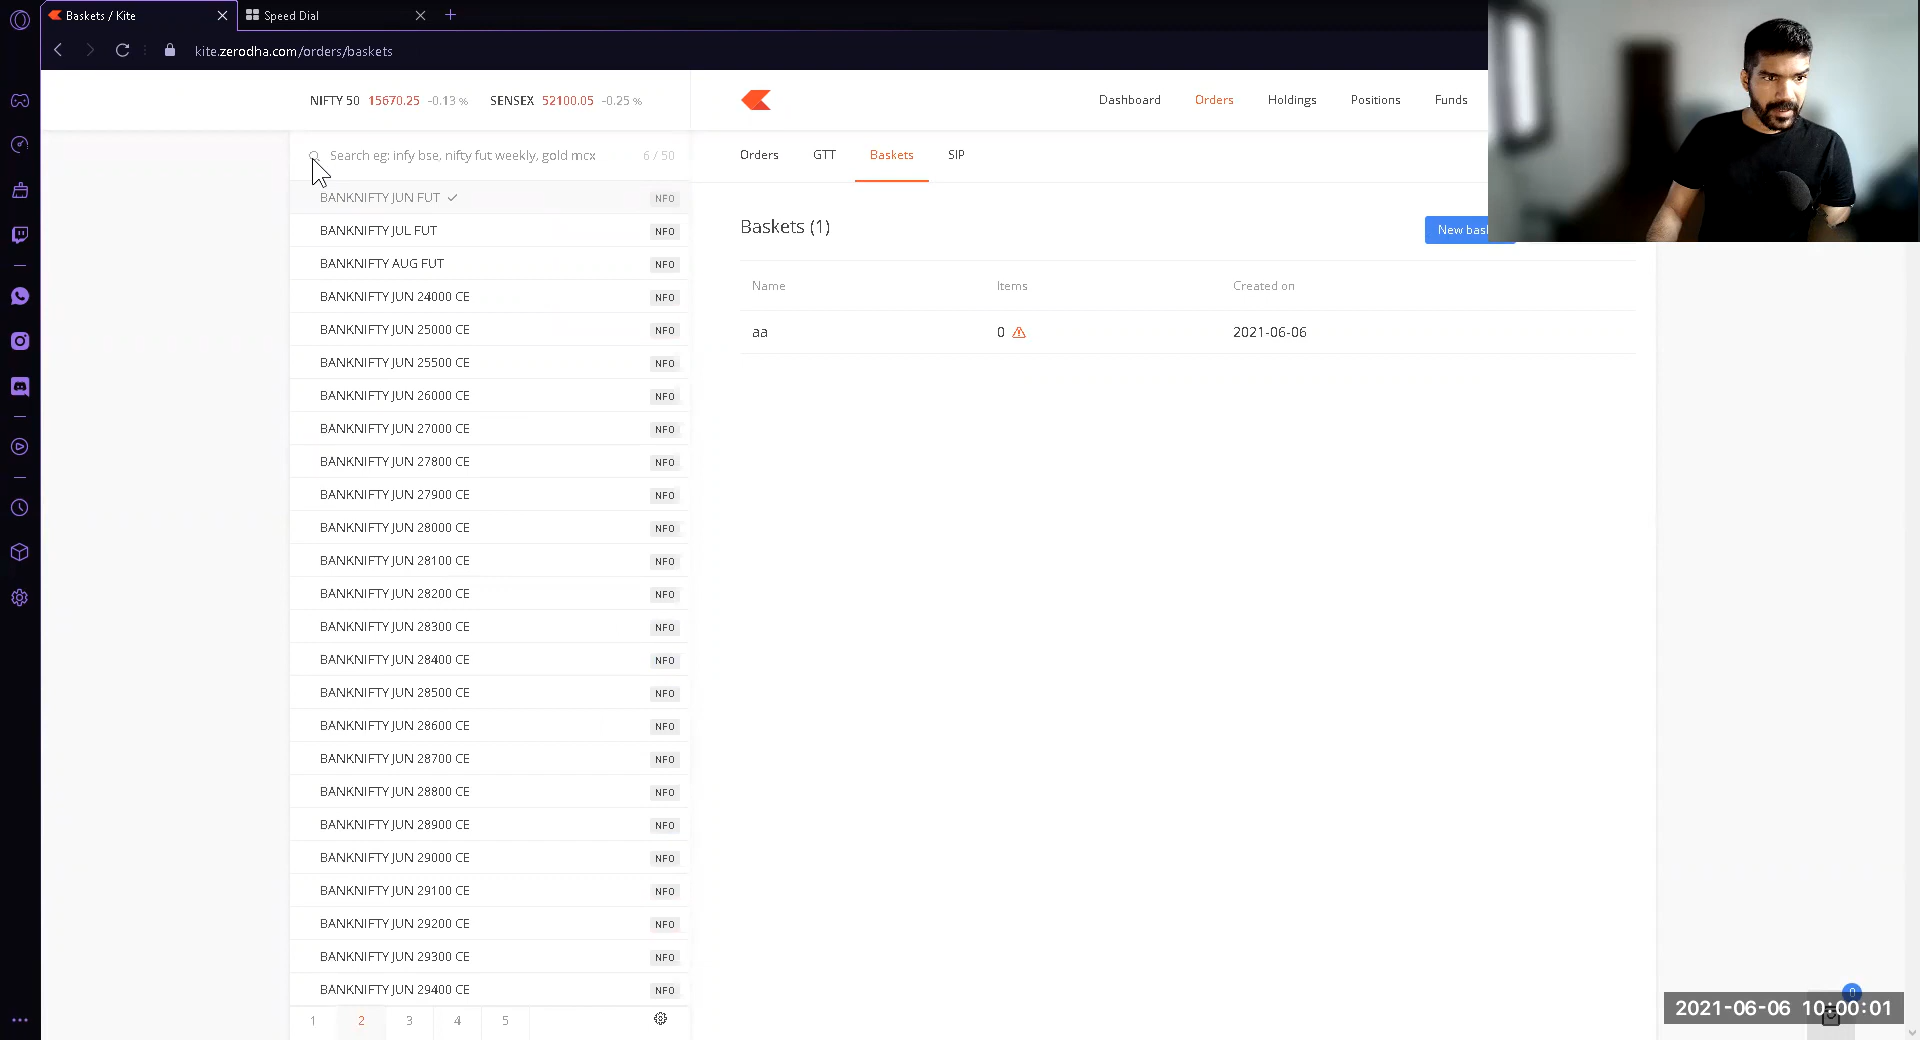 Baskets / Kite
Speed Dial
kite.zerodha.com/orders/baskets
NIFTY 50 15670.25 -0.13 % SENSEX 52100.05 -0.25 %
Dashboard Orders Holdings Positions Funds
Search eg: infy bse, nifty fut weekly, gold mcx 6 / 50
Orders GTT Baskets SIP
BANKNIFTY JUN FUT NFO
BANKNIFTY JUL FUT NFO
BANKNIFTY AUG FUT NFO
BANKNIFTY JUN 24000 CE NFO
BANKNIFTY JUN 25000 CE NFO
BANKNIFTY JUN 25500 CE NFO
BANKNIFTY JUN 26000 CE NFO
BANKNIFTY JUN 27000 CE NFO
BANKNIFTY JUN 27800 CE NFO
BANKNIFTY JUN 27900 CE NFO
BANKNIFTY JUN 28000 CE NFO
BANKNIFTY JUN 28100 CE NFO
BANKNIFTY JUN 28200 CE NFO
BANKNIFTY JUN 28300 CE NFO
BANKNIFTY JUN 28400 CE NFO
BANKNIFTY JUN 28500 CE NFO
BANKNIFTY JUN 28600 CE NFO
BANKNIFTY JUN 28700 CE NFO
BANKNIFTY JUN 28800 CE NFO
BANKNIFTY JUN 28900 CE NFO
BANKNIFTY JUN 29000 CE NFO
BANKNIFTY JUN 29100 CE NFO
BANKNIFTY JUN 29200 CE NFO
BANKNIFTY JUN 29300 CE NFO
BANKNIFTY JUN 29400 CE NFO
1 2 3 4 5
Baskets (1)
New bas
Name Items Created on
aa 0 2021-06-06
0
2021-06-06 10:00:01